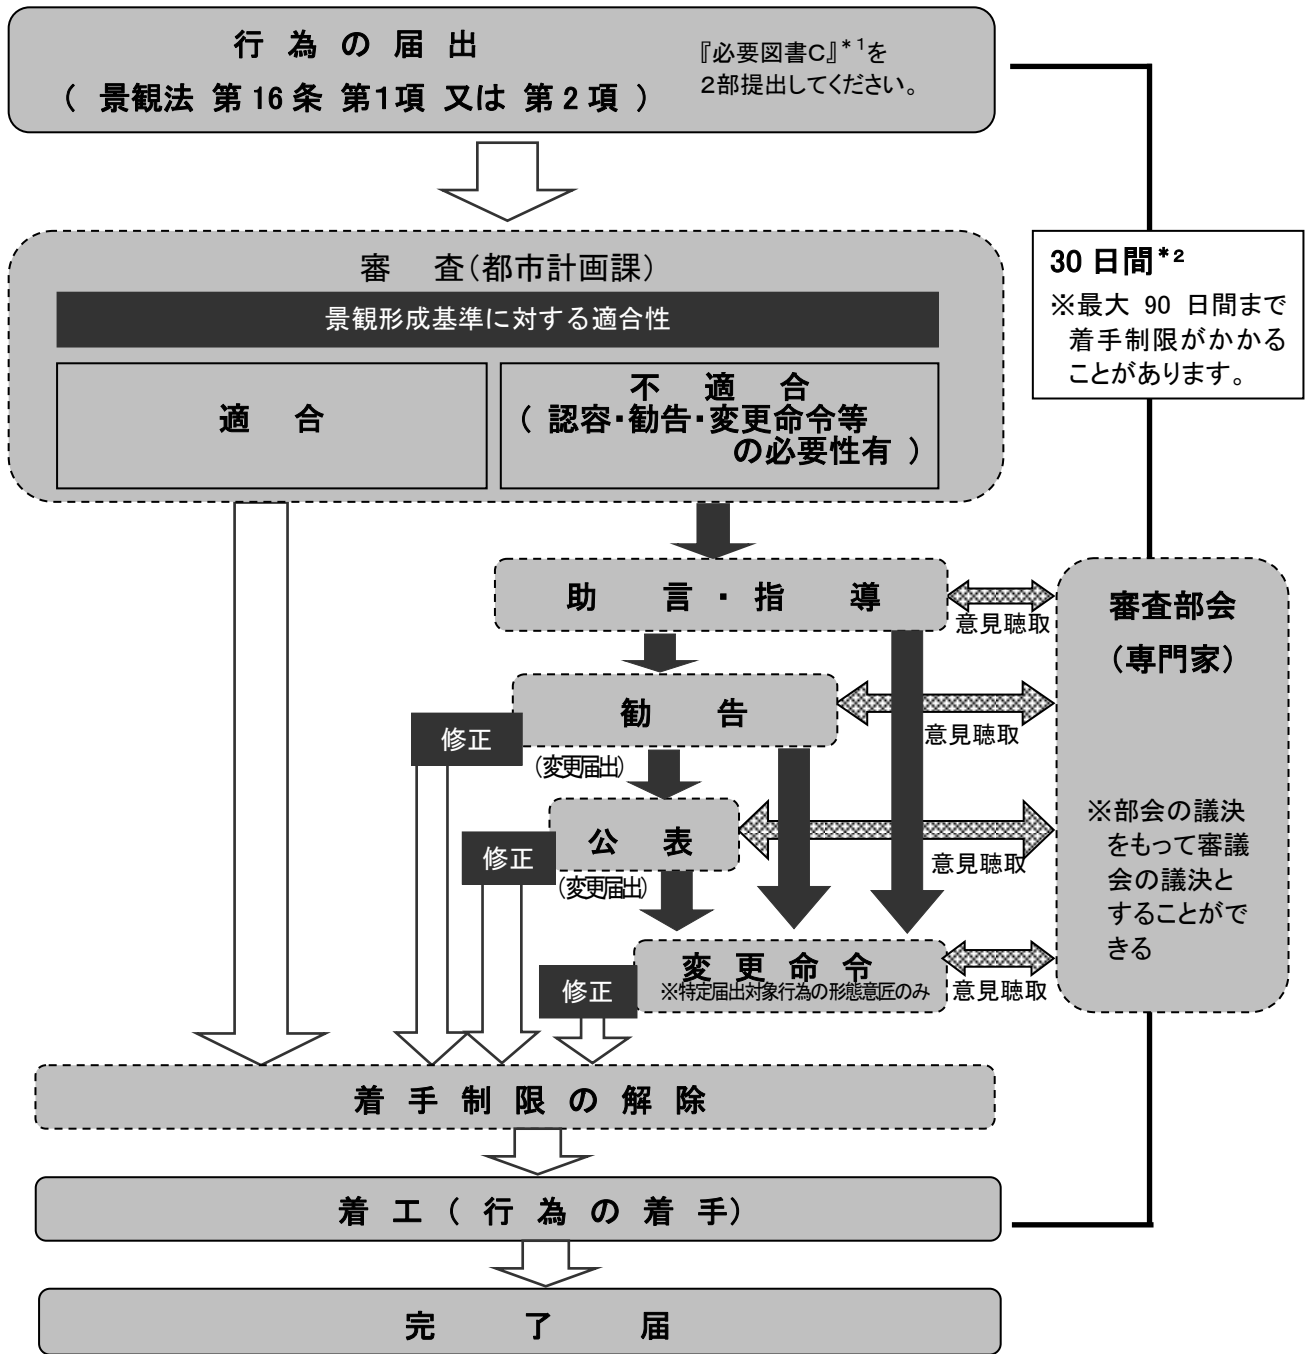 行為の届出
（ 景観法 第16条 第1項 又は 第2項 ）
『必要図書C』*1を
2部提出してください。
30日間*2
※最大 90 日間まで
着手制限がかかる
ことがあります。
審 査（都市計画課）
景観形成基準に対する適合性
適 合
不 適 合
（ 認容・勧告・変更命令等
の必要性有 ）
助 言・指 導
意見聴取
審査部会
（専門家）
※部会の議決
をもって審議
会の議決と
することがで
きる
勧 告
意見聴取
修正
（変更届出）
公 表
意見聴取
修正
（変更届出）
変 更 命 令
※特定届出対象行為の形態意匠のみ
意見聴取
修正
着 手 制 限 の 解 除
着 工 （ 行 為 の 着 手）
完 了 届